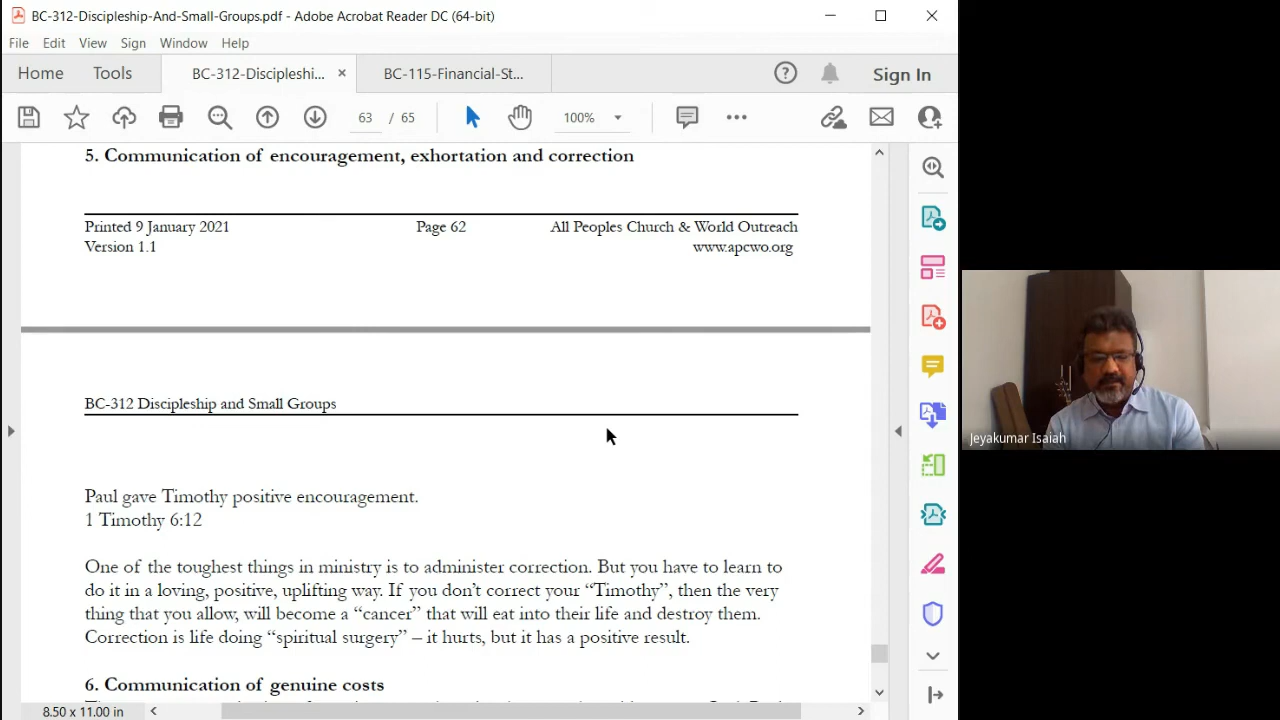 BC-312-Discipleship-And-Small-Groups.pdf - Adobe Acrobat Reader DC (64-bit)
File Edit View Sign Window Help
Home Tools BC-312-Discipleshi... × BC-115-Financial-St... Sign In
63 / 65 100%
5. Communication of encouragement, exhortation and correction
Printed 9 January 2021 Page 62 All Peoples Church & World Outreach
Version 1.1 www.apcwo.org
BC-312 Discipleship and Small Groups
Jeyakumar Isaiah
Paul gave Timothy positive encouragement.
1 Timothy 6:12
One of the toughest things in ministry is to administer correction. But you have to learn to
do it in a loving, positive, uplifting way. If you don't correct your “Timothy”, then the very
thing that you allow, will become a “cancer” that will eat into their life and destroy them.
Correction is life doing “spiritual surgery” – it hurts, but it has a positive result.
6. Communication of genuine costs
8.50 x 11.00 in